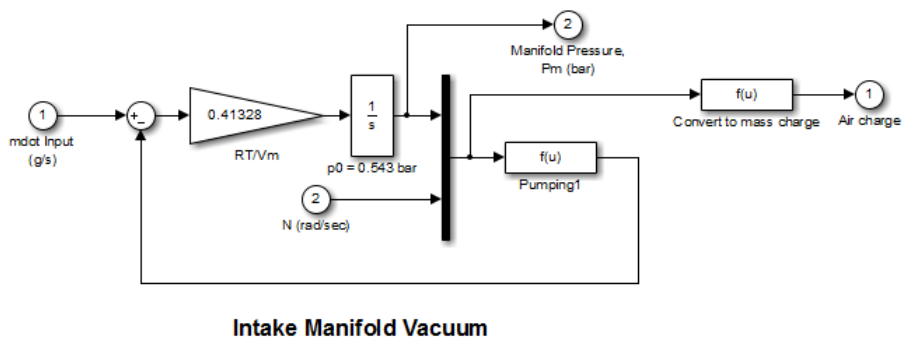 2
Manifold Pressure,
Pm (bar)
1
mdot Input
(g/s)
+
−
0.41328
RT/Vm
1
s
p0 = 0.543 bar
2
N (rad/sec)
f(u)
Pumping1
f(u)
Convert to mass charge
1
Air charge
Intake Manifold Vacuum